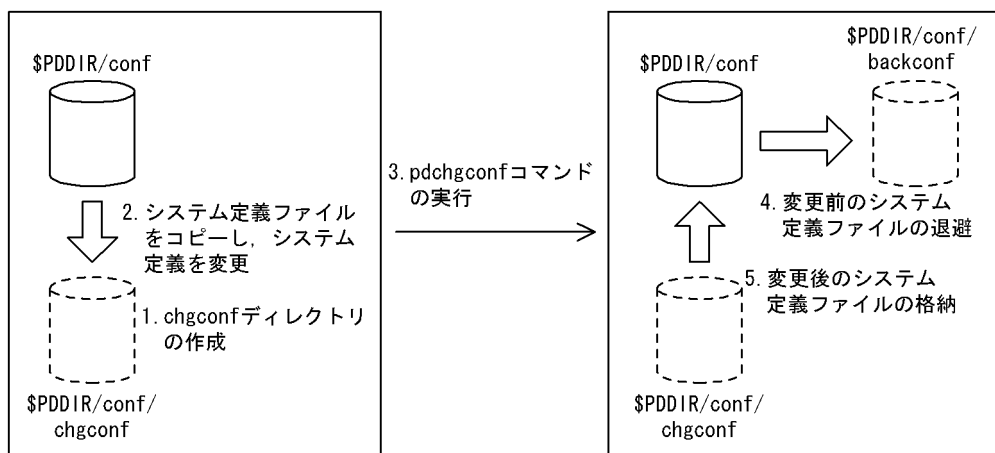 $PDDIR/conf
2. システム定義ファイル
をコピーし，システム
定義を変更
1. chgconfディレクトリ
の作成
$PDDIR/conf/
chgconf
3. pdchgconfコマンド
の実行
$PDDIR/conf
$PDDIR/conf/
backconf
4. 変更前のシステム
定義ファイルの退避
5. 変更後のシステム
定義ファイルの格納
$PDDIR/conf/
chgconf